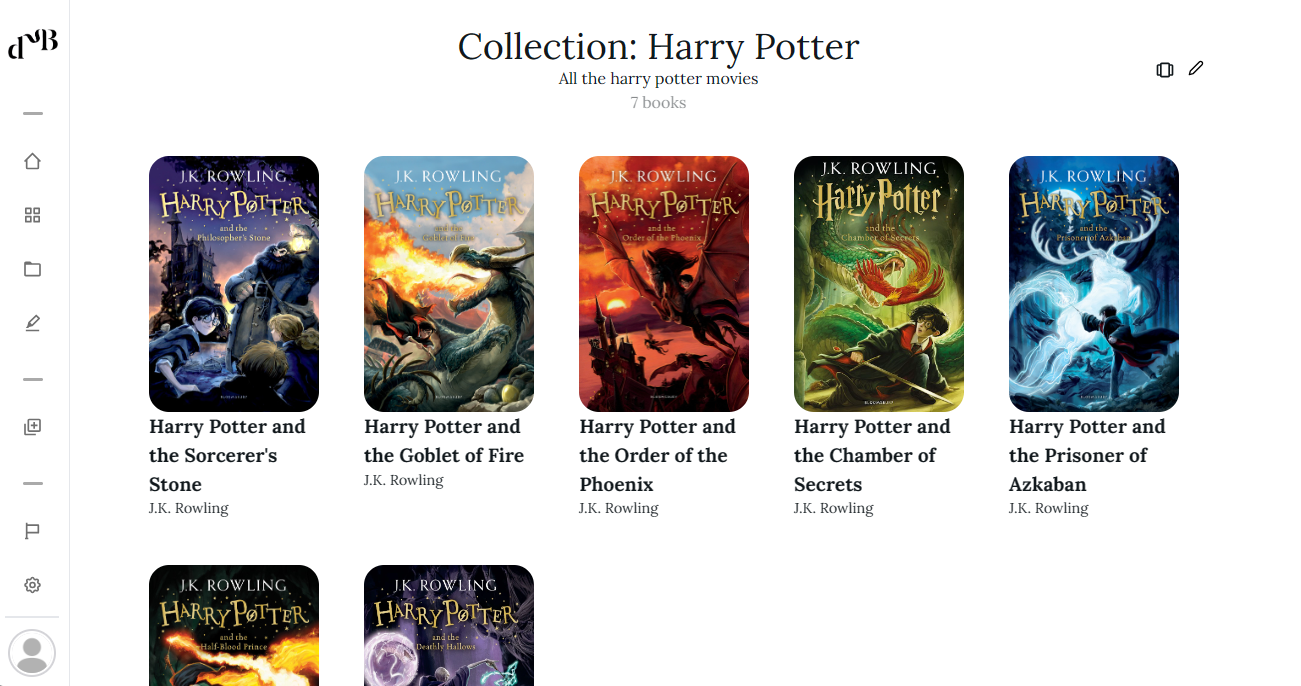 dMB
Collection: Harry Potter
All the harry potter movies
7 books
J.K. ROWLING
HARRY POTTER
and the
Philosopher's Stone
BLOOMSBURY
Harry Potter and
the Sorcerer's
Stone
J.K. Rowling
J.K. ROWLING
HARRY POTTER
and the
Goblet of Fire
BLOOMSBURY
Harry Potter and
the Goblet of Fire
J.K. Rowling
J.K. ROWLING
HARRY POTTER
and the
Order of the Phoenix
BLOOMSBURY
Harry Potter and
the Order of the
Phoenix
J.K. Rowling
J.K. ROWLING
Harry Potter
and the
Chamber of Secrets
BLOOMSBURY
Harry Potter and
the Chamber of
Secrets
J.K. Rowling
J.K. ROWLING
HARRY POTTER
and the
Prisoner of Azkaban
BLOOMSBURY
Harry Potter and
the Prisoner of
Azkaban
J.K. Rowling
J.K. ROWLING
HARRY POTTER
and the
Half-Blood Prince
J.K. ROWLING
HARRY POTTER
and the
Deathly Hallows